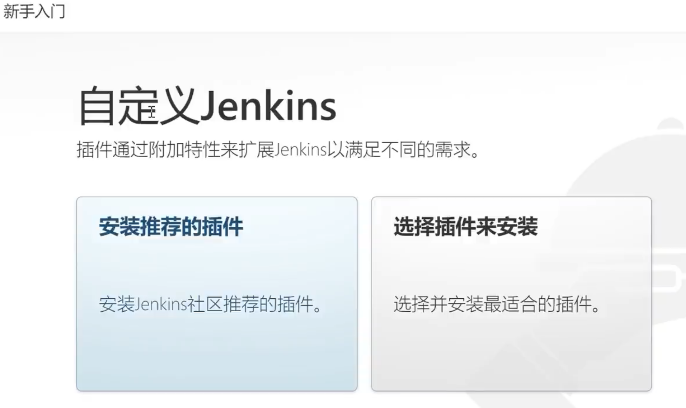 新手入门
自定义Jenkins
插件通过附加特性来扩展Jenkins以满足不同的需求。
安装推荐的插件
选择插件来安装
安装Jenkins社区推荐的插件。
选择并安装最适合的插件。